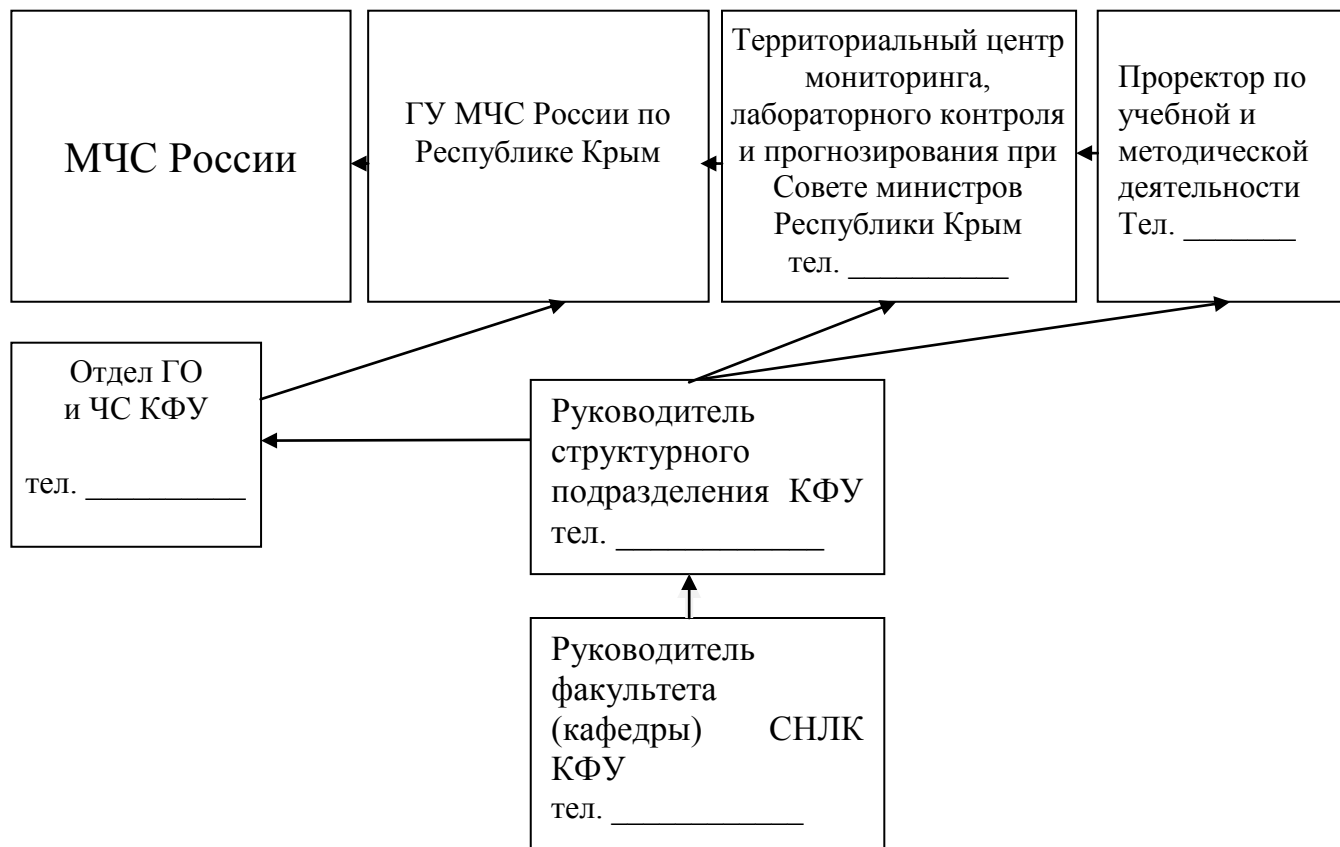 МЧС России
ГУ МЧС России по
Республике Крым
Территориальный центр
мониторинга,
лабораторного контроля
и прогнозирования при
Совете министров
Республики Крым
тел. __________
Проректор по
учебной и
методической
деятельности
Тел. _______
Отдел ГО
и ЧС КФУ
тел. __________
Руководитель
структурного
подразделения КФУ
тел. _____________
Руководитель
факультета
(кафедры) СНЛК
КФУ
тел. ____________